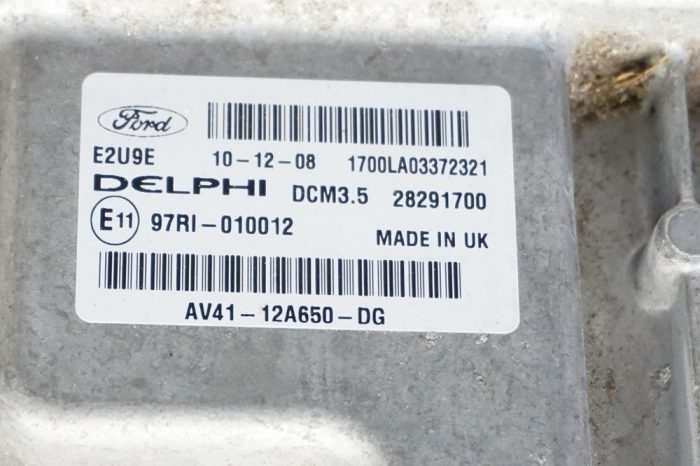 Ford
E2U9E 10-12-08 1700LA03372321
DELPHI DCM3.5 28291700
E11 97RI-010012 MADE IN UK
AV41-12A650-DG